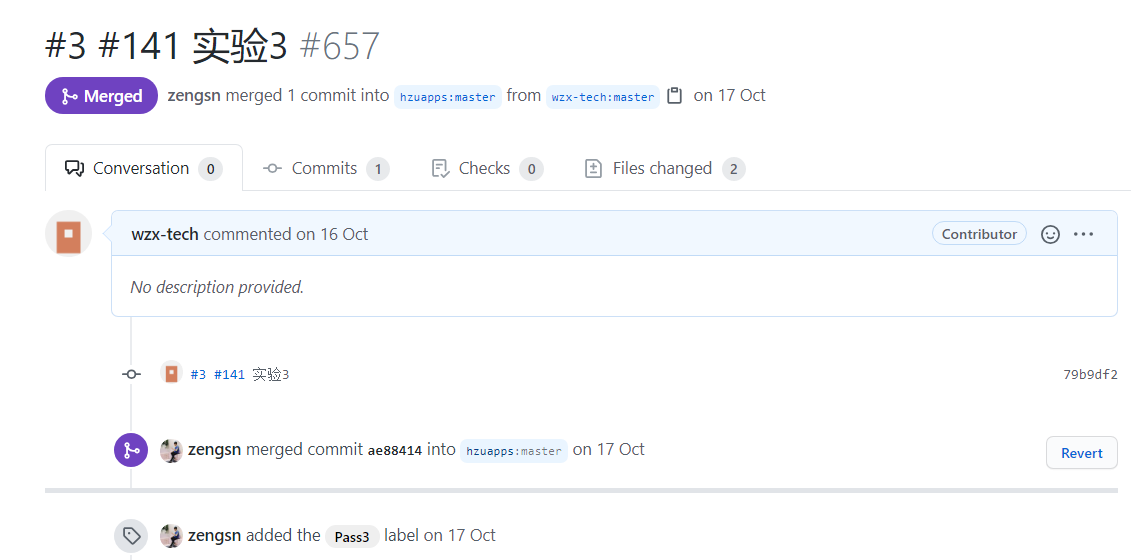 #3 #141 实验3 #657
Merged zengsn merged 1 commit into hzuapps:master from wzx-tech:master on 17 Oct
Conversation 0 Commits 1 Checks 0 Files changed 2
wzx-tech commented on 16 Oct Contributor
No description provided.
#3 #141 实验3 79b9df2
zengsn merged commit ae88414 into hzuapps:master on 17 Oct Revert
zengsn added the Pass3 label on 17 Oct